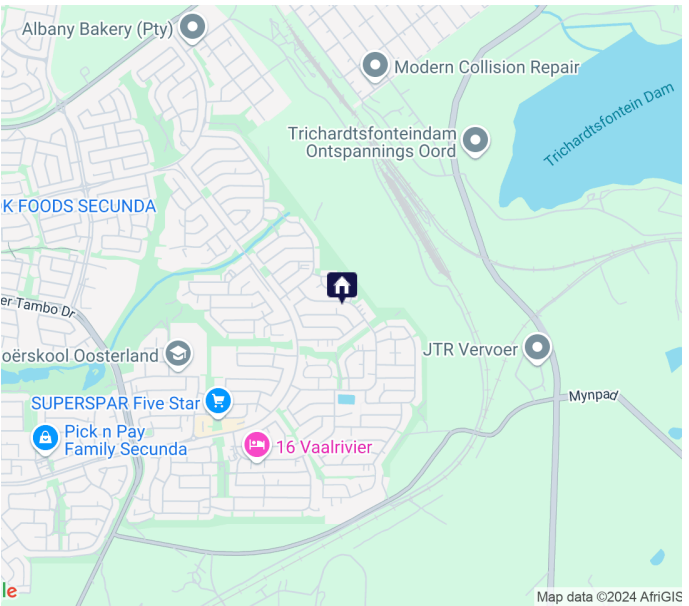 Albany Bakery (Pty)
Modern Collision Repair
Trichardtsfonteindam
Ontspannings Oord
Trichardtsfontein Dam
K FOODS SECUNDA
er Tambo Dr
oërskool Oosterland
JTR Vervoer
SUPERSPAR Five Star
Mynpad
Pick n Pay
Family Secunda
16 Vaalrivier
le
Map data ©2024 AfriGIS